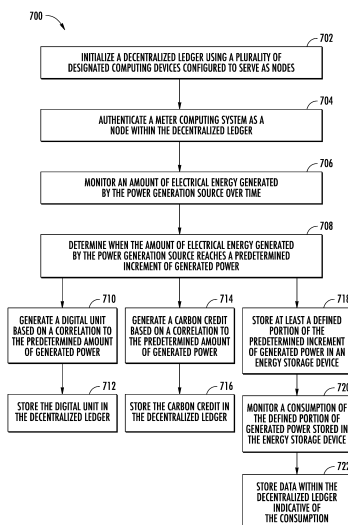 700
702
INITIALIZE A DECENTRALIZED LEDGER USING A PLURALITY OF
DESIGNATED COMPUTING DEVICES CONFIGURED TO SERVE AS NODES
704
AUTHENTICATE A METER COMPUTING SYSTEM AS A
NODE WITHIN THE DECENTRALIZED LEDGER
706
MONITOR AN AMOUNT OF ELECTRICAL ENERGY GENERATED
BY THE POWER GENERATION SOURCE OVER TIME
708
DETERMINE WHEN THE AMOUNT OF ELECTRICAL ENERGY GENERATED
BY THE POWER GENERATION SOURCE REACHES A PREDETERMINED
INCREMENT OF GENERATED POWER
710
GENERATE A DIGITAL UNIT
BASED ON A CORRELATION TO
THE PREDETERMINED AMOUNT
OF GENERATED POWER
712
STORE THE DIGITAL UNIT IN
THE DECENTRALIZED LEDGER
714
GENERATE A CARBON CREDIT
BASED ON A CORRELATION TO
THE PREDETERMINED AMOUNT
OF GENERATED POWER
716
STORE THE CARBON CREDIT IN
THE DECENTRALIZED LEDGER
718
STORE AT LEAST A DEFINED
PORTION OF THE
PREDETERMINED INCREMENT
OF GENERATED POWER IN AN
ENERGY STORAGE DEVICE
720
MONITOR A CONSUMPTION OF
THE DEFINED PORTION OF
GENERATED POWER STORED IN
THE ENERGY STORAGE DEVICE
722
STORE DATA WITHIN THE
DECENTRALIZED LEDGER
INDICATIVE OF
THE CONSUMPTION